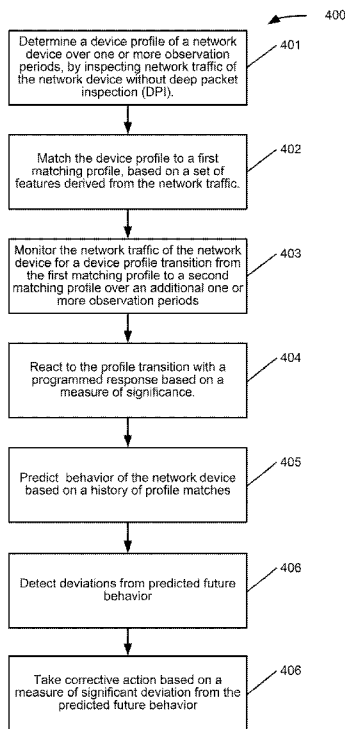 400
Determine a device profile of a network
device over one or more observation
periods, by inspecting network traffic of
the network device without deep packet
inspection (DPI).
401
Match the device profile to a first
matching profile, based on a set of
features derived from the network traffic.
402
Monitor the network traffic of the network
device for a device profile transition from
the first matching profile to a second
matching profile over an additional one or
more observation periods
403
React to the profile transition with a
programmed response based on a
measure of significance.
404
Predict behavior of the network device
based on a history of profile matches
405
Detect deviations from predicted future
behavior
406
Take corrective action based on a
measure of significant deviation from the
predicted future behavior
406